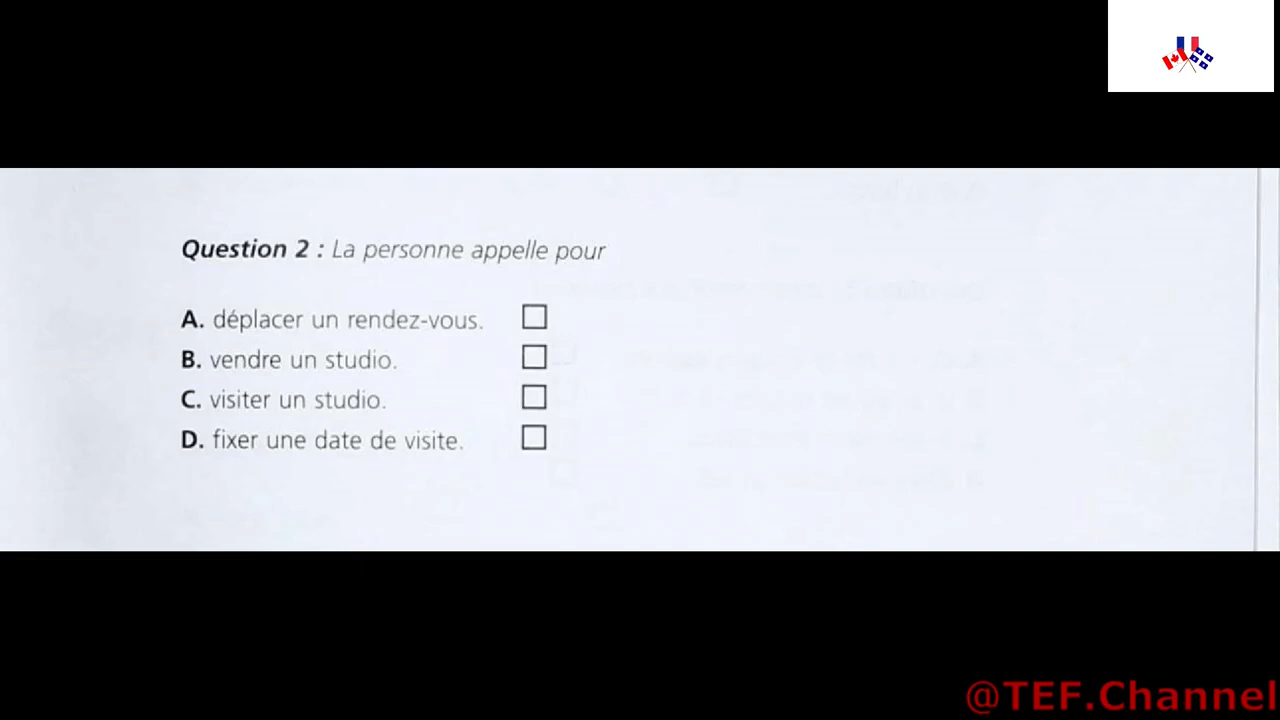 Question 2 : La personne appelle pour
A. déplacer un rendez-vous.
B. vendre un studio.
C. visiter un studio.
D. fixer une date de visite.
@TEF.Channel